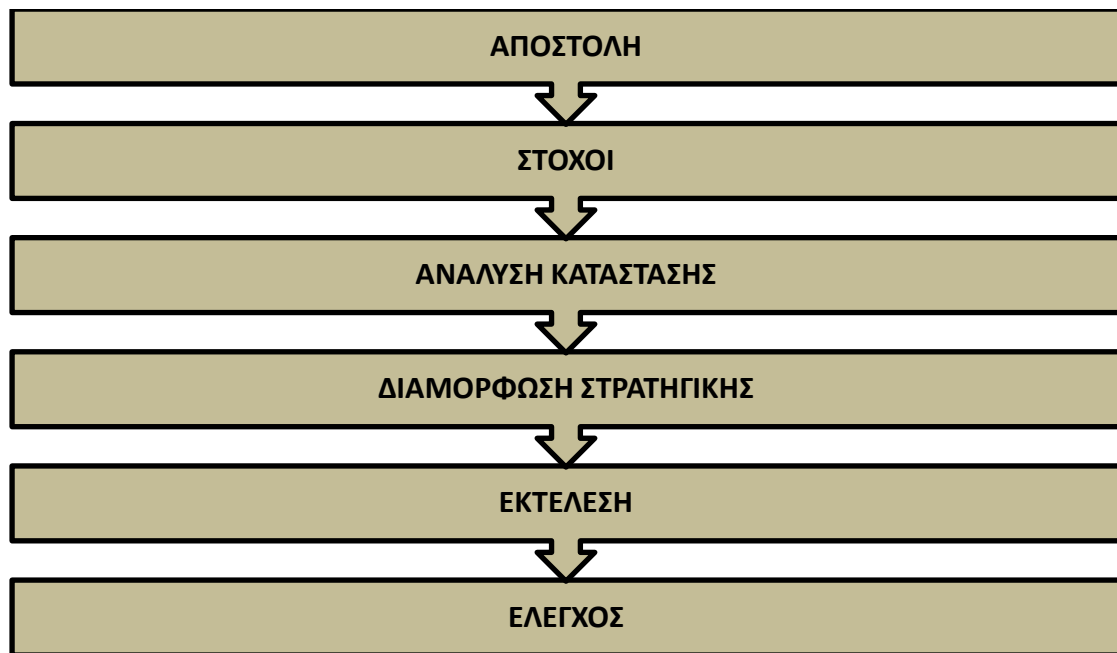 ΑΠΟΣΤΟΛΗ
ΣΤΟΧΟΙ
ΑΝΑΛΥΣΗ ΚΑΤΑΣΤΑΣΗΣ
ΔΙΑΜΟΡΦΩΣΗ ΣΤΡΑΤΗΓΙΚΗΣ
ΕΚΤΕΛΕΣΗ
ΕΛΕΓΧΟΣ